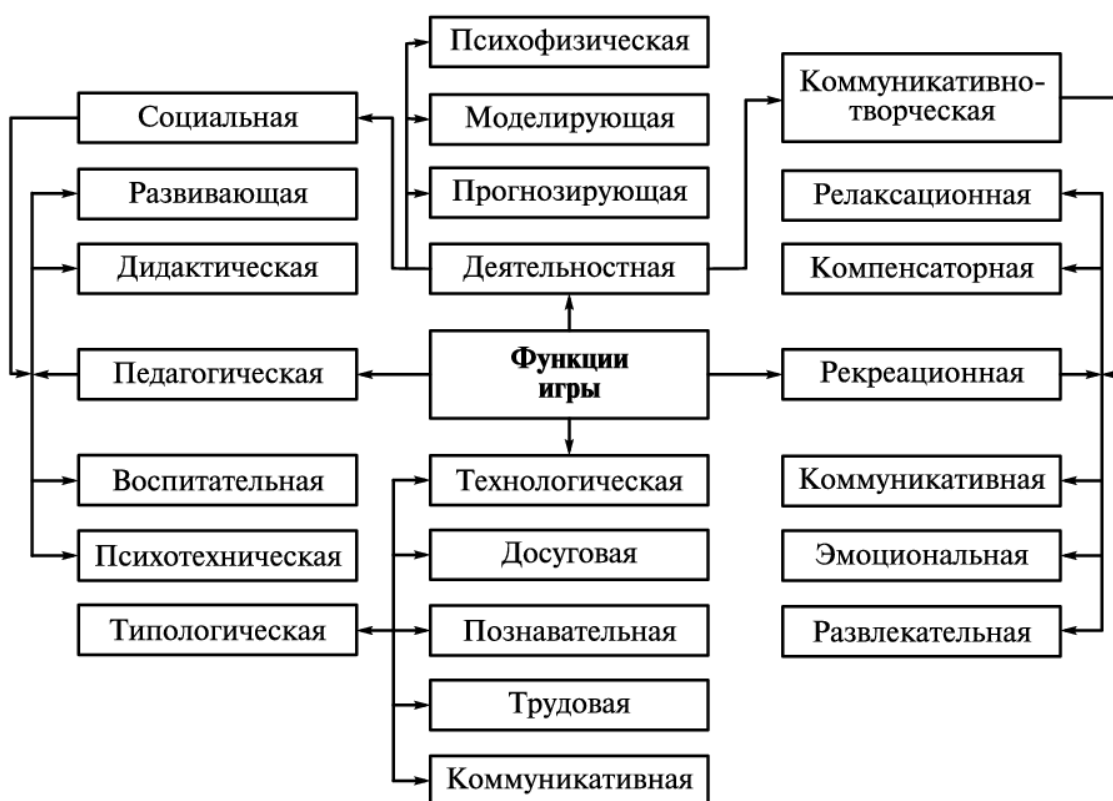 Психофизическая
Коммуникативно-
творческая
Социальная
Моделирующая
Развивающая
Прогнозирующая
Релаксационная
Дидактическая
Деятельностная
Компенсаторная
Педагогическая
Функции
игры
Рекреационная
Воспитательная
Технологическая
Коммуникативная
Психотехническая
Досуговая
Эмоциональная
Типологическая
Познавательная
Развлекательная
Трудовая
Коммуникативная